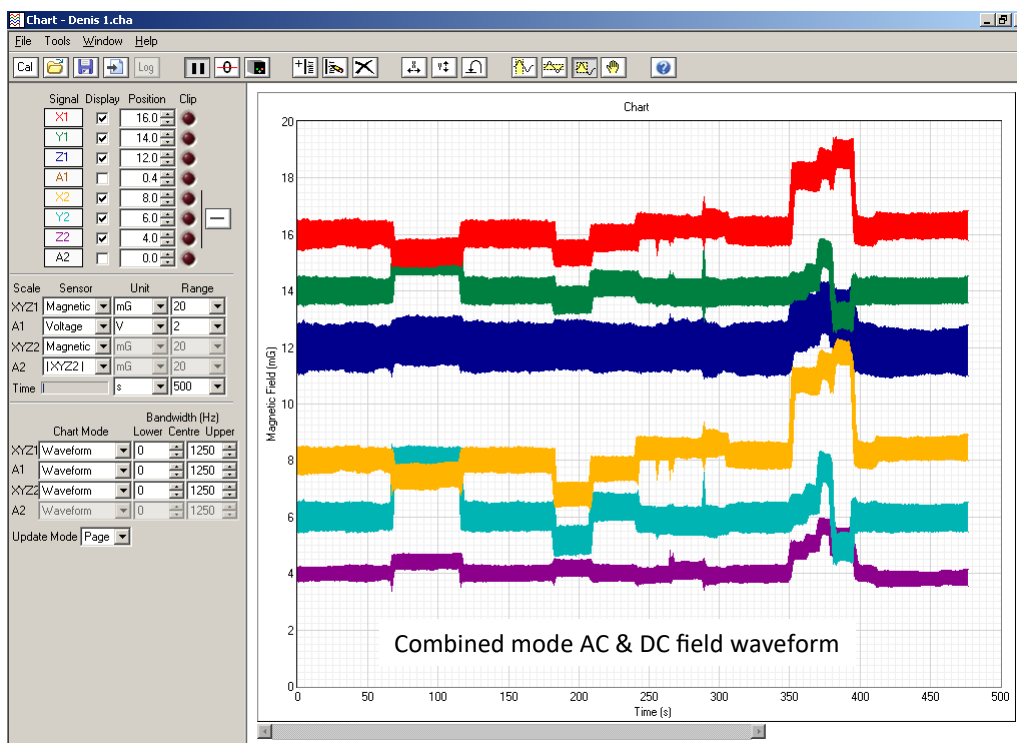 Chart - Denis 1.cha
File Tools Window Help
Cal Log
Signal Display Position Clip
X1 16.0
Y1 14.0
Z1 12.0
A1 0.4
X2 8.0
Y2 6.0
Z2 4.0
A2 0.0
Scale Sensor Unit Range
XYZ1 Magnetic mG 20
A1 Voltage V 2
XYZ2 Magnetic mG 20
A2 |XYZ2| mG 20
Time s 500
Bandwidth (Hz)
Chart Mode Lower Centre Upper
XYZ1 Waveform 0 1250
A1 Waveform 0 1250
XYZ2 Waveform 0 1250
A2 Waveform 0 1250
Update Mode Page
Chart
Magnetic Field (mG)
20
18
16
14
12
10
8
6
4
2
0
Combined mode AC & DC field waveform
0 50 100 150 200 250 300 350 400 450 500
Time (s)